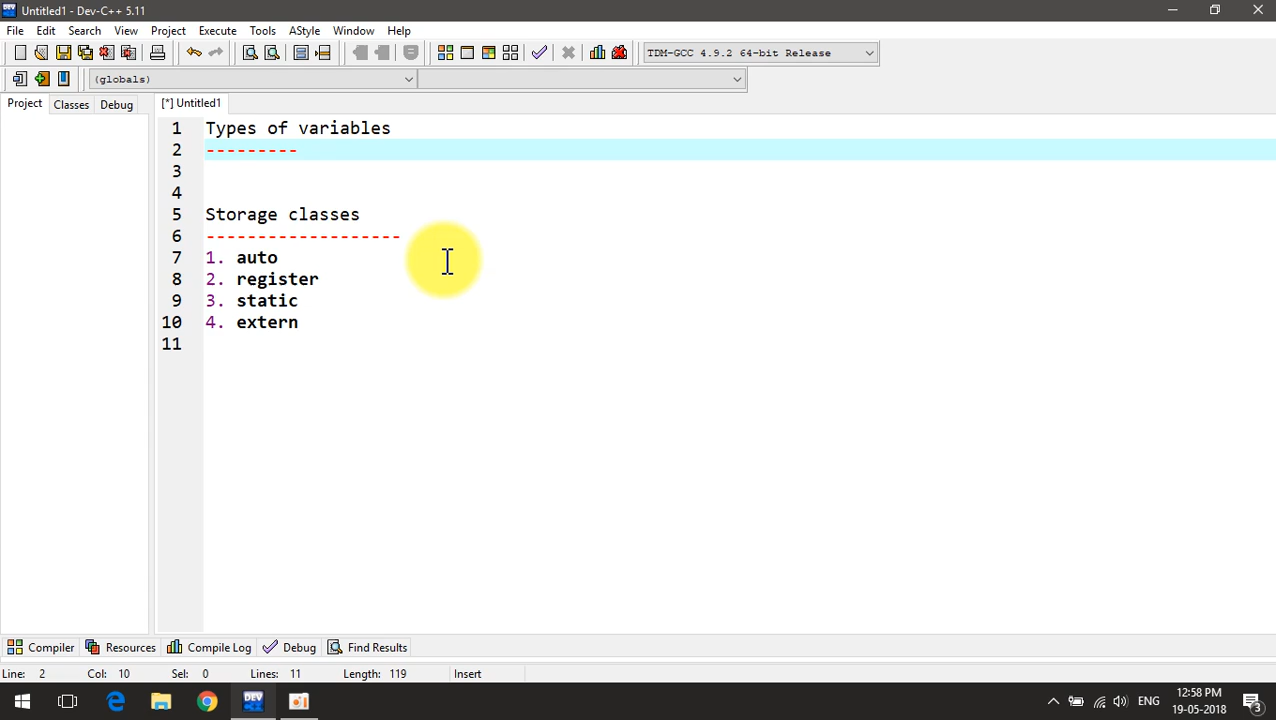 Untitled1 - Dev-C++ 5.11
File Edit Search View Project Execute Tools AStyle Window Help
TDM-GCC 4.9.2 64-bit Release
(globals)
Project Classes Debug [*] Untitled1
1 Types of variables
2 ---------
3
4
5 Storage classes
6 -------------------
7 1. auto
8 2. register
9 3. static
10 4. extern
11
Compiler Resources Compile Log Debug Find Results
Line: 2 Col: 10 Sel: 0 Lines: 11 Length: 119 Insert
DEV ENG 12:58 PM
19-05-2018 3